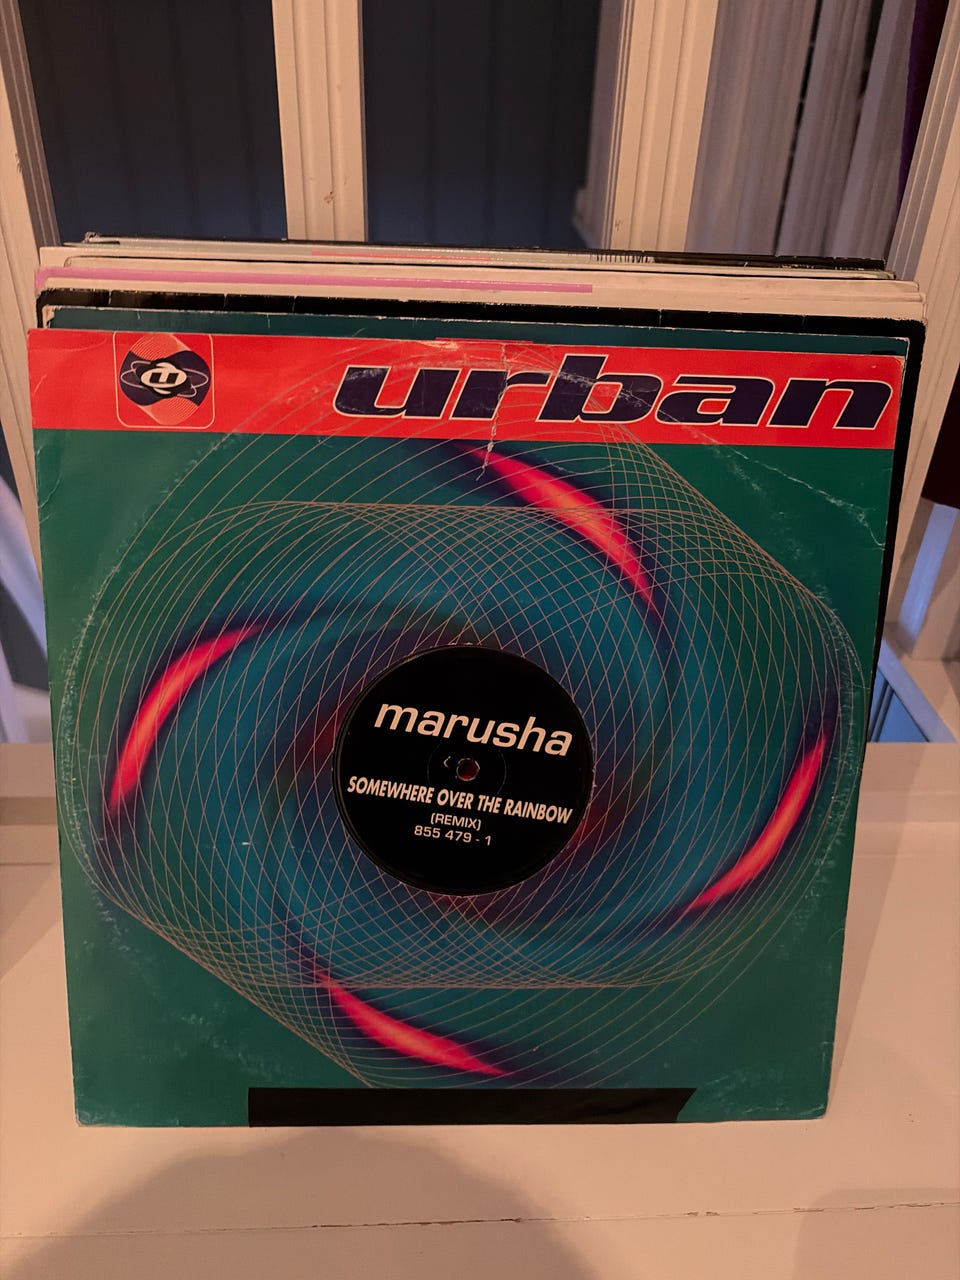 urban
marusha
SOMEWHERE OVER THE RAINBOW
(REMIX)
855 479 - 1